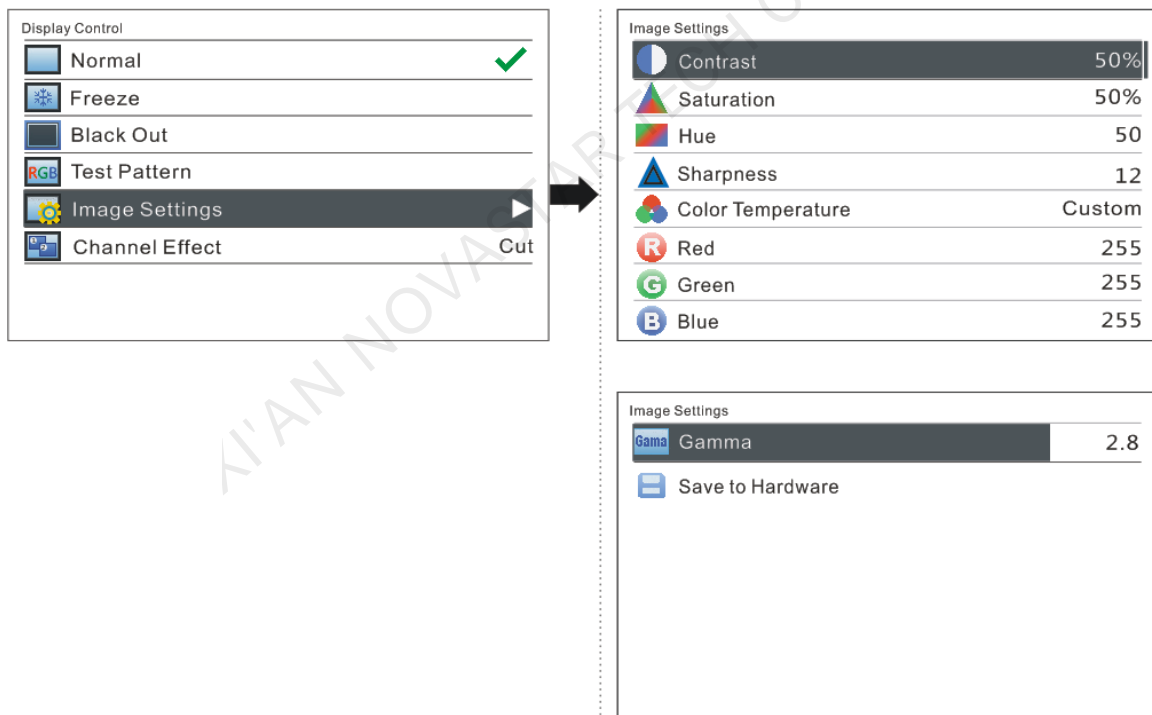 Display Control
Normal
Freeze
Black Out
RGB Test Pattern
Image Settings
1 2 Channel Effect Cut
Image Settings
Contrast 50%
Saturation 50%
Hue 50
Sharpness 12
Color Temperature Custom
R Red 255
G Green 255
B Blue 255
Image Settings
Gama Gamma 2.8
Save to Hardware
XI'AN NOVASTAR TECH C